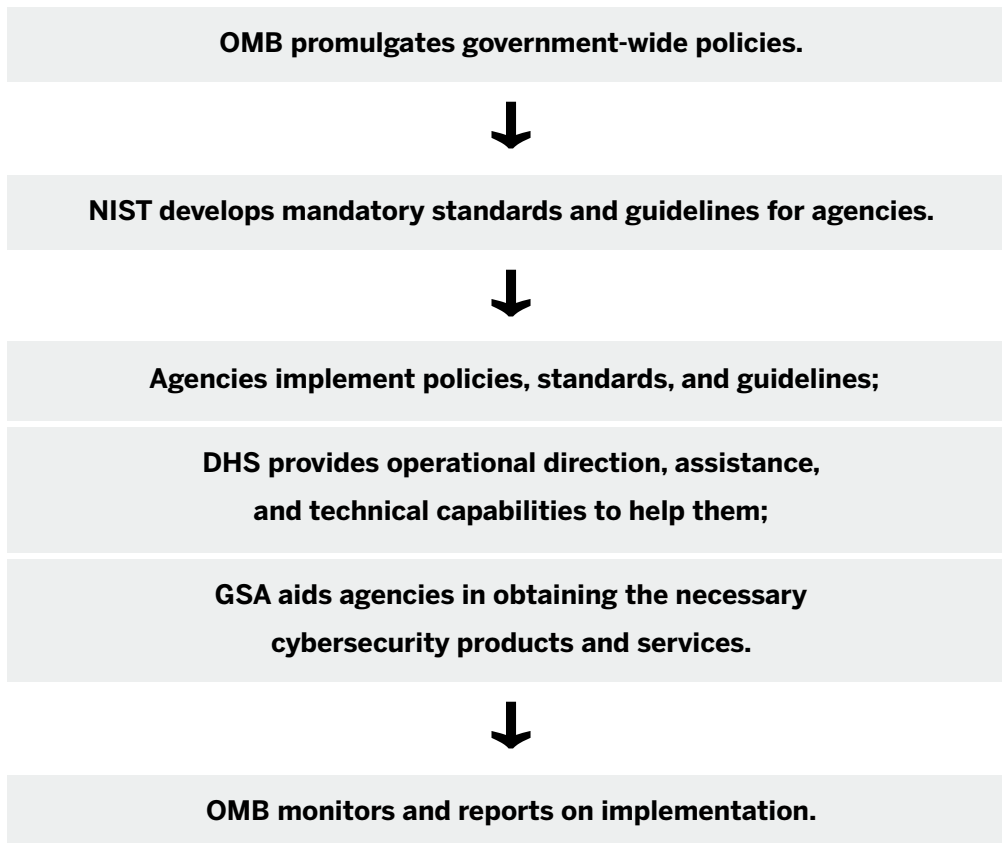 OMB promulgates government-wide policies.
NIST develops mandatory standards and guidelines for agencies.
Agencies implement policies, standards, and guidelines;
DHS provides operational direction, assistance,
and technical capabilities to help them;
GSA aids agencies in obtaining the necessary
cybersecurity products and services.
OMB monitors and reports on implementation.